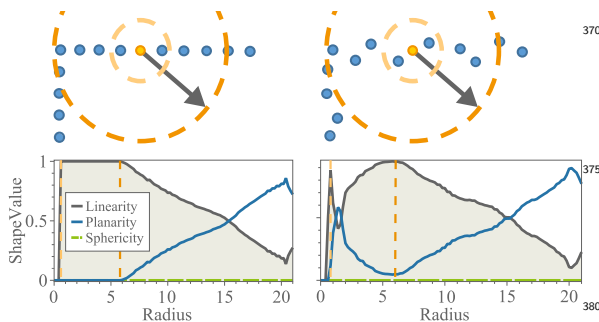 370
1
0.5
0
ShapeValue
Linearity
Planarity
Sphericity
375
0 5 10 15 20
0 5 10 15 20
380
Radius
Radius